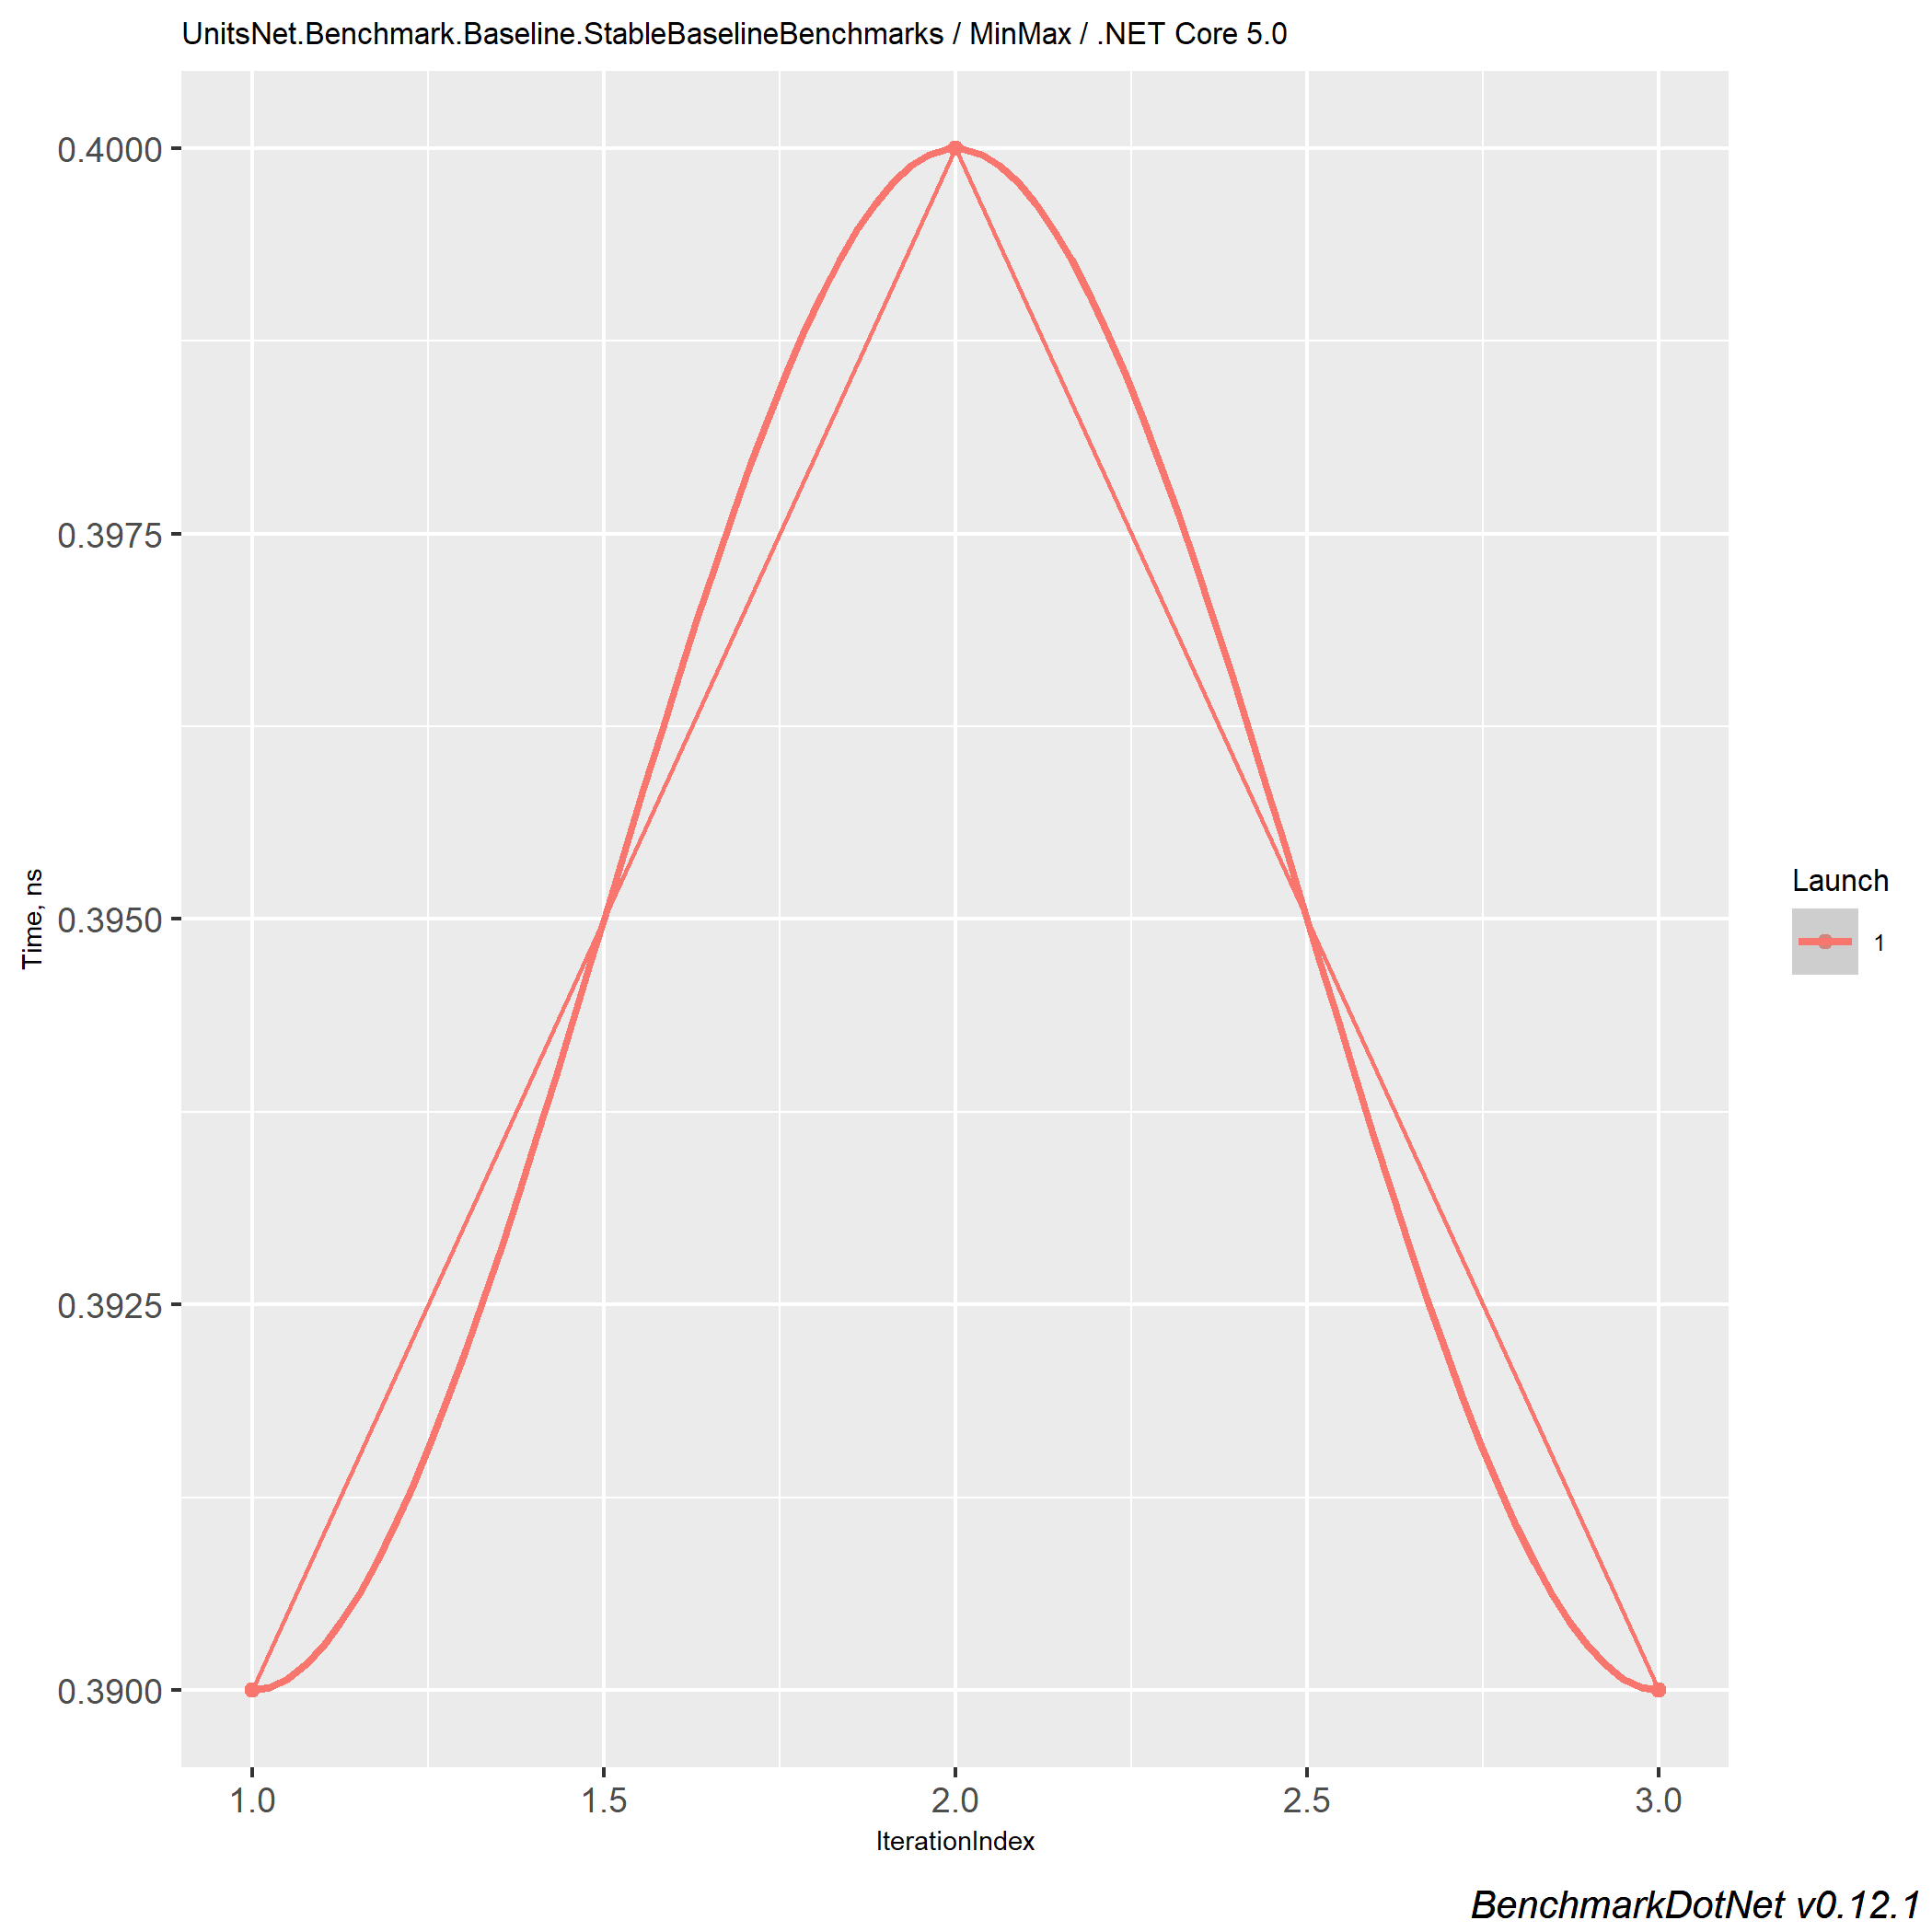 UnitsNet.Benchmark.Baseline.StableBaselineBenchmarks / MinMax / .NET Core 5.0
0.4000
0.3975
0.3950
0.3925
0.3900
Time, ns
1.0 1.5 2.0 2.5 3.0
IterationIndex
Launch
1
BenchmarkDotNet v0.12.1